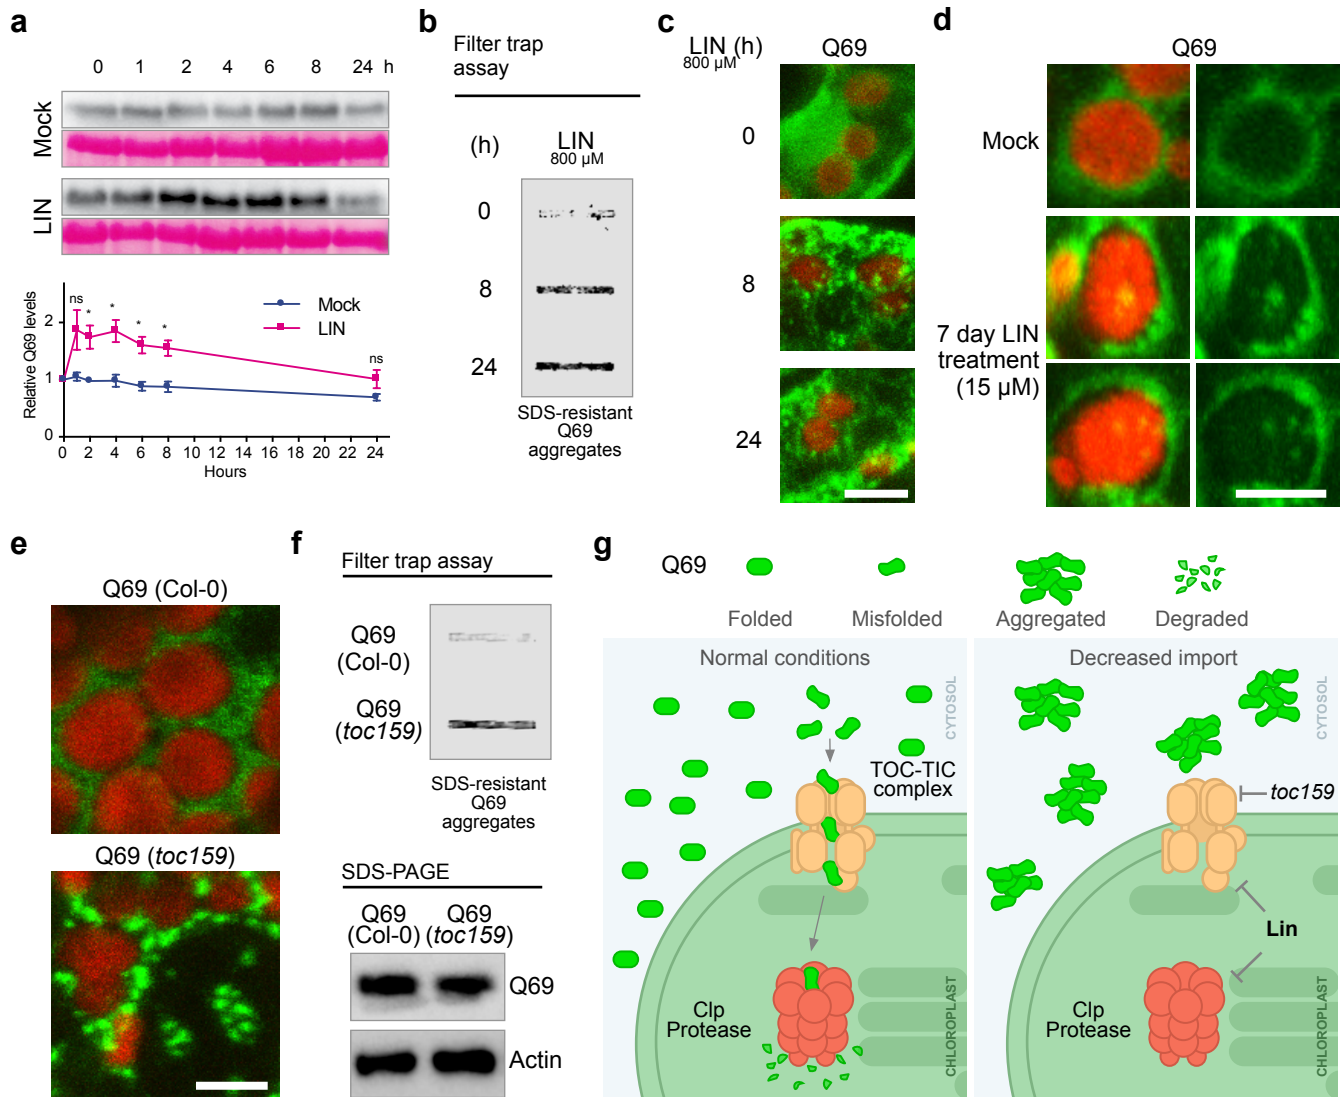 a
0 1 2 4 6 8 24 h
Mock
LIN
Relative Q69 levels
2
1
0
ns
*
*
*
*
ns
Mock
LIN
0 2 4 6 8 10 12 14 16 18 20 22 24
Hours
b
Filter trap
assay
(h)
LIN
800 µM
0
8
24
SDS-resistant
Q69
aggregates
c
LIN (h)
800 µM
Q69
0
8
24
d
Q69
Mock
7 day LIN
treatment
(15 µM)
e
Q69 (Col-0)
Q69 (toc159)
f
Filter trap assay
Q69
(Col-0)
Q69
(toc159)
SDS-resistant
Q69
aggregates
SDS-PAGE
Q69
(Col-0)
Q69
(toc159)
Q69
Actin
g
Q69
Folded
Misfolded
Aggregated
Degraded
Normal conditions
CYTOSOL
TOC-TIC
complex
Clp
Protease
CHLOROPLAST
Decreased import
CYTOSOL
toc159
Lin
Clp
Protease
CHLOROPLAST